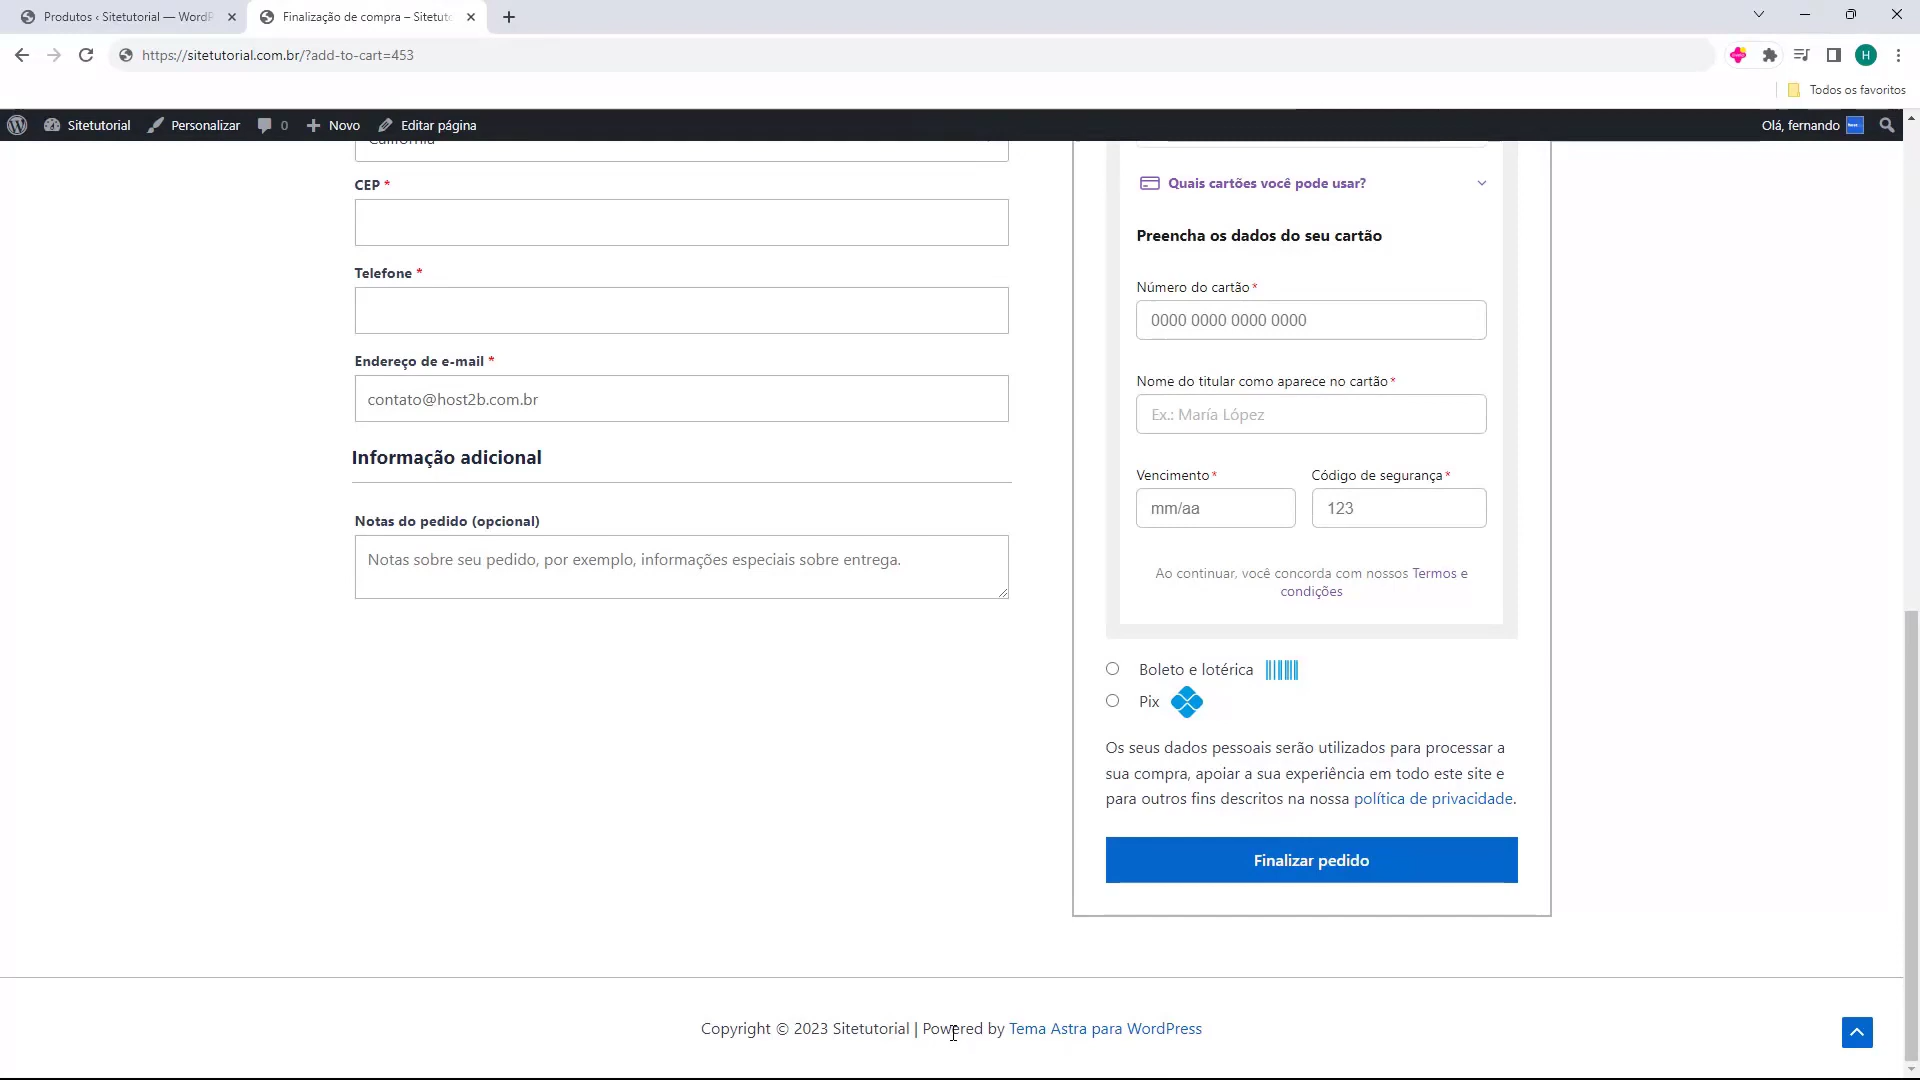 Produtos ‹ Sitetutorial — WordP
Finalização de compra – Sitetuto
https://sitetutorial.com.br/?add-to-cart=453
H
Todos os favoritos
Sitetutorial
Personalizar
0
Novo
Editar página
Olá, fernando
Califórnia
CEP *
Telefone *
Endereço de e-mail *
contato@host2b.com.br
Informação adicional
Notas do pedido (opcional)
Notas sobre seu pedido, por exemplo, informações especiais sobre entrega.
Quais cartões você pode usar?
Preencha os dados do seu cartão
Número do cartão*
0000 0000 0000 0000
Nome do titular como aparece no cartão*
Ex.: María López
Vencimento* Código de segurança*
mm/aa 123
Ao continuar, você concorda com nossos Termos e
condições
Boleto e lotérica
Pix
Os seus dados pessoais serão utilizados para processar a
sua compra, apoiar a sua experiência em todo este site e
para outros fins descritos na nossa política de privacidade.
Finalizar pedido
Copyright © 2023 Sitetutorial | Powered by Tema Astra para WordPress